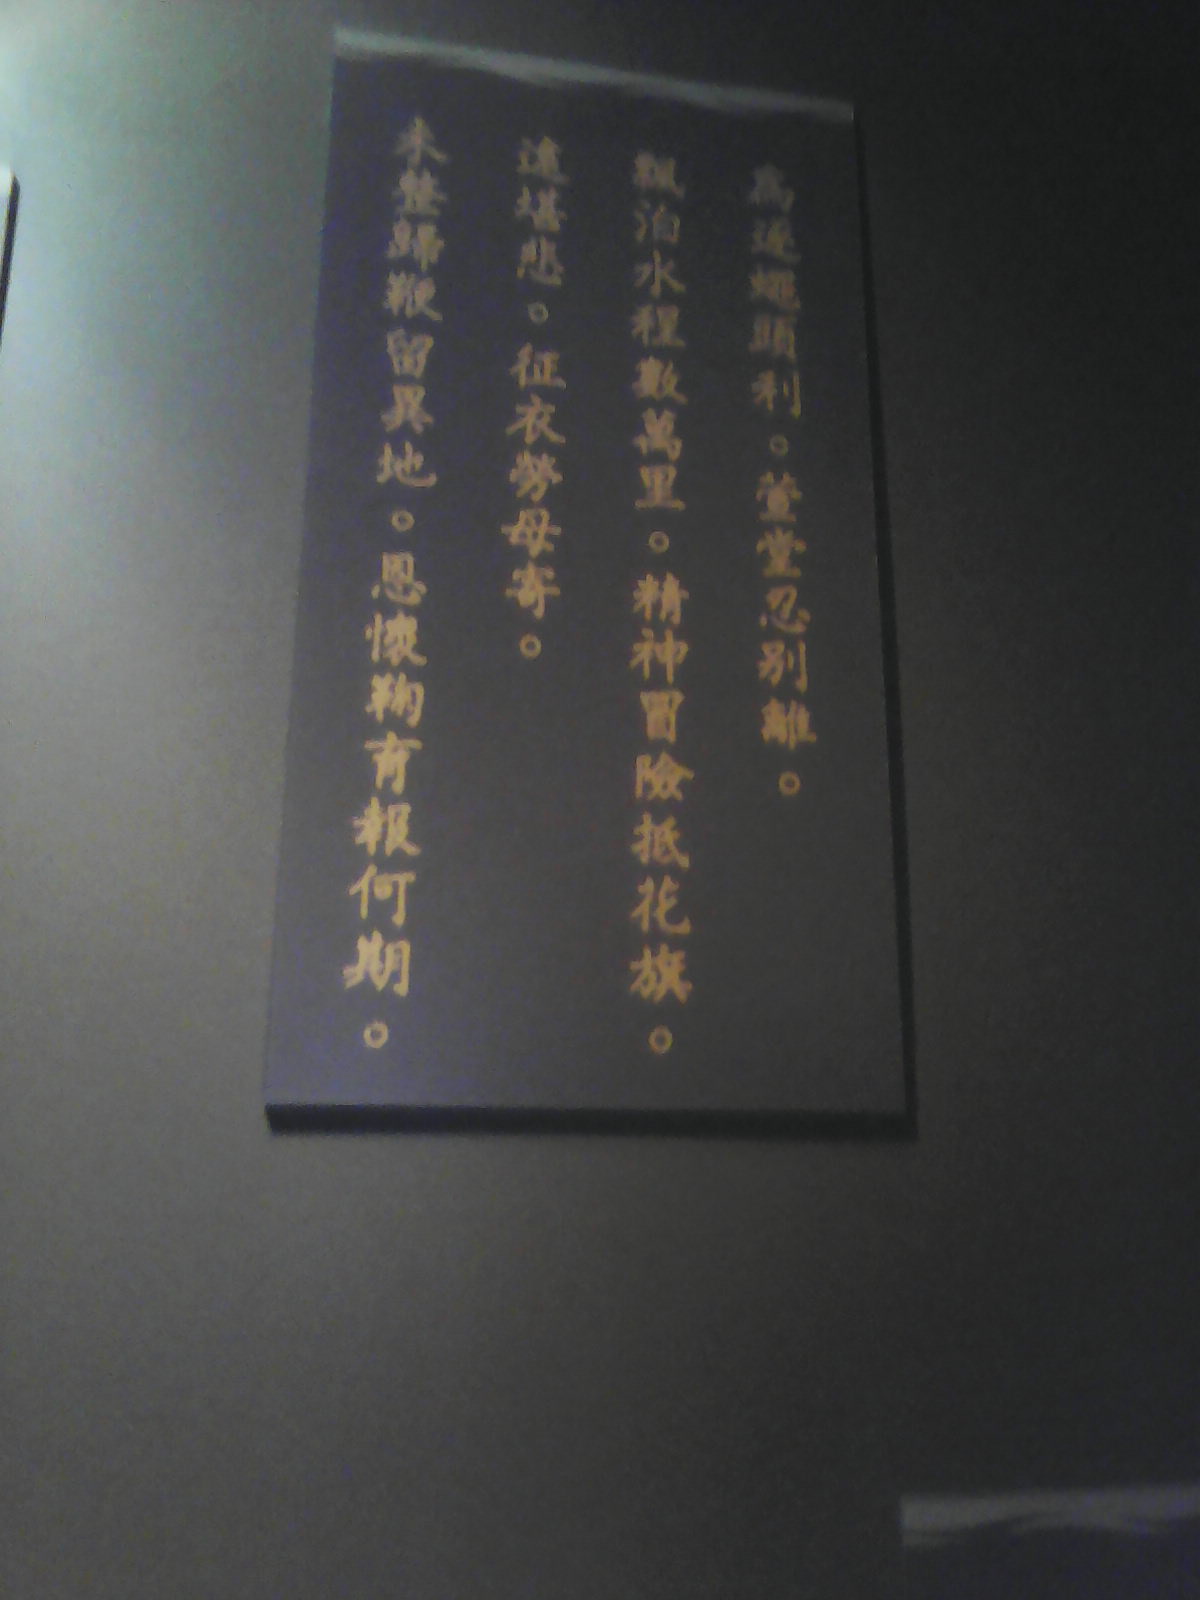 為逐蠅頭利。萱堂忍別離。
飄泊水程數萬里。精神冒險抵花旗。
遠堪悲。征衣勞母寄。
未整歸鞭留異地。恩懷鞠育報何期。